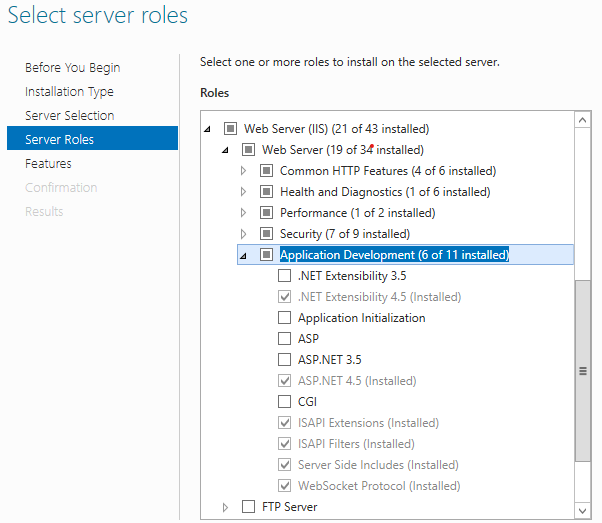 Select server roles
Before You Begin
Installation Type
Server Selection
Server Roles
Features
Confirmation
Results
Select one or more roles to install on the selected server.
Roles
Web Server (IIS) (21 of 43 installed)
Web Server (19 of 34 installed)
Common HTTP Features (4 of 6 installed)
Health and Diagnostics (1 of 6 installed)
Performance (1 of 2 installed)
Security (7 of 9 installed)
Application Development (6 of 11 installed)
.NET Extensibility 3.5
.NET Extensibility 4.5 (Installed)
Application Initialization
ASP
ASP.NET 3.5
ASP.NET 4.5 (Installed)
CGI
ISAPI Extensions (Installed)
ISAPI Filters (Installed)
Server Side Includes (Installed)
WebSocket Protocol (Installed)
FTP Server